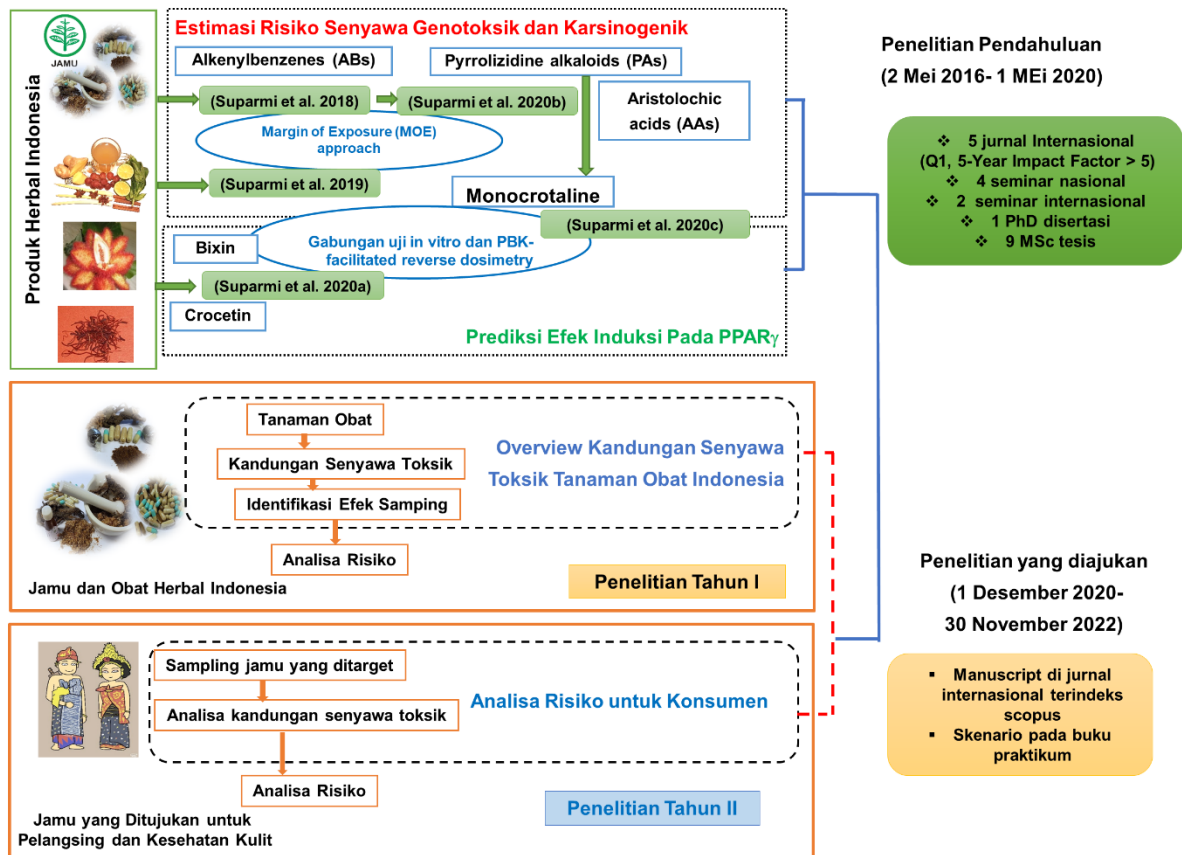 Estimasi Risiko Senyawa Genotoksik dan Karsinogenik
JAMU
Produk Herbal Indonesia
Alkenylbenzenes (ABs)
Pyrrolizidine alkaloids (PAs)
(Suparmi et al. 2018)
(Suparmi et al. 2020b)
Aristolochic
acids (AAs)
Margin of Exposure (MOE)
approach
(Suparmi et al. 2019)
Monocrotaline
(Suparmi et al. 2020c)
Bixin
Gabungan uji in vitro dan PBK-
facilitated reverse dosimetry
(Suparmi et al. 2020a)
Crocetin
Prediksi Efek Induksi Pada PPARγ
Penelitian Pendahuluan
(2 Mei 2016- 1 MEi 2020)
❖ 5 jurnal Internasional
(Q1, 5-Year Impact Factor > 5)
❖ 4 seminar nasional
❖ 2 seminar internasional
❖ 1 PhD disertasi
❖ 9 MSc tesis
Tanaman Obat
Kandungan Senyawa Toksik
Identifikasi Efek Samping
Analisa Risiko
Overview Kandungan Senyawa
Toksik Tanaman Obat Indonesia
Jamu dan Obat Herbal Indonesia
Penelitian Tahun I
Sampling jamu yang ditarget
Analisa kandungan senyawa toksik
Analisa Risiko
Analisa Risiko untuk Konsumen
Jamu yang Ditujukan untuk
Pelangsing dan Kesehatan Kulit
Penelitian Tahun II
Penelitian yang diajukan
(1 Desember 2020-
30 November 2022)
▪ Manuscript di jurnal
internasional terindeks
scopus
▪ Skenario pada buku
praktikum